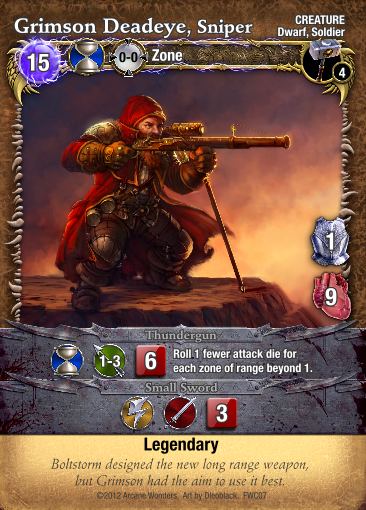 Grimson Deadeye, Sniper
CREATURE
Dwarf, Soldier
15
0-0
Zone
4
1
9
Thundergun
1-3
6
Roll 1 fewer attack die for
each zone of range beyond 1.
Small Sword
3
Legendary
Boltstorm designed the new long range weapon,
but Grimson had the aim to use it best.
©2012 Arcane Wonders. Art by Dleoblack. FWC07